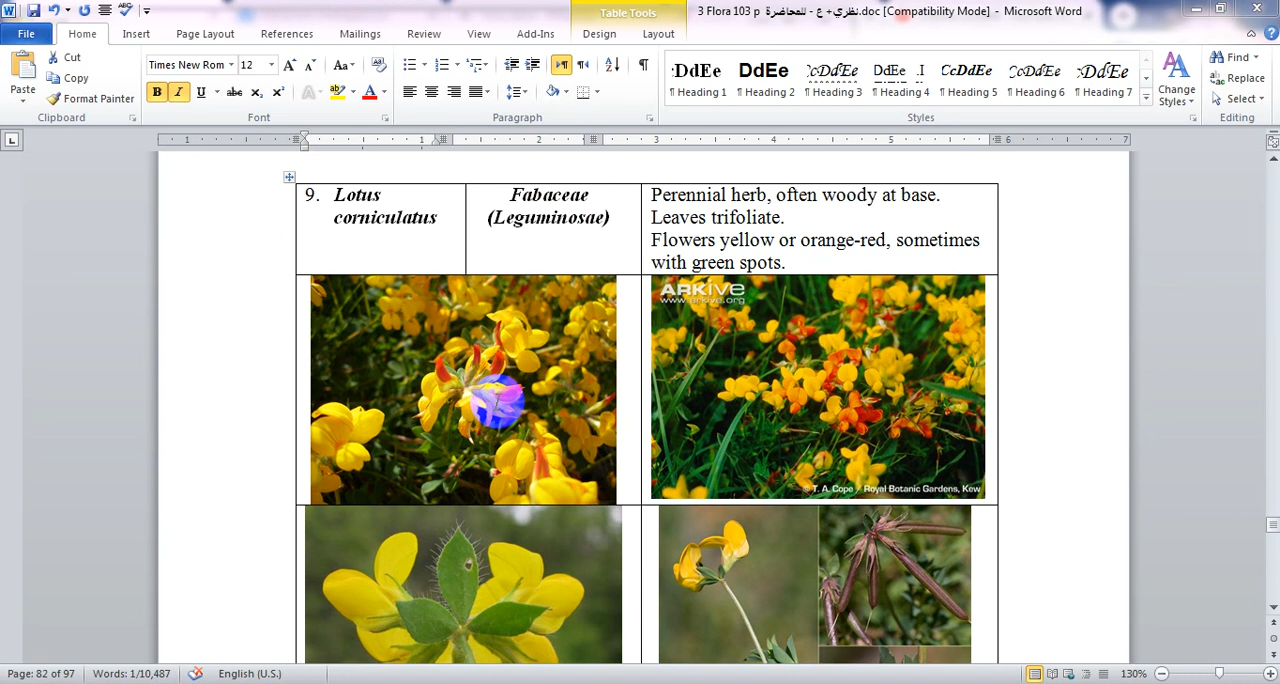 3 Flora 103 p نظري+ ع - للمحاضرة.doc [Compatibility Mode] - Microsoft Word
Table Tools
File Home Insert Page Layout References Mailings Review View Add-Ins Design Layout
Paste
Cut
Copy
Format Painter
Clipboard
Times New Rom 12
Font
Paragraph
¶ Heading 1 ¶ Heading 2 ¶ Heading 3 ¶ Heading 4 ¶ Heading 5 ¶ Heading 6 ¶ Heading 7
Styles
Change Styles
Find
Replace
Select
Editing
9. Lotus corniculatus
Fabaceae
(Leguminosae)
Perennial herb, often woody at base.
Leaves trifoliate.
Flowers yellow or orange-red, sometimes
with green spots.
ARKive
www.arkive.org
© T. A. Cope / Royal Botanic Gardens, Kew
Page: 82 of 97 Words: 1/10,487 English (U.S.) 130%